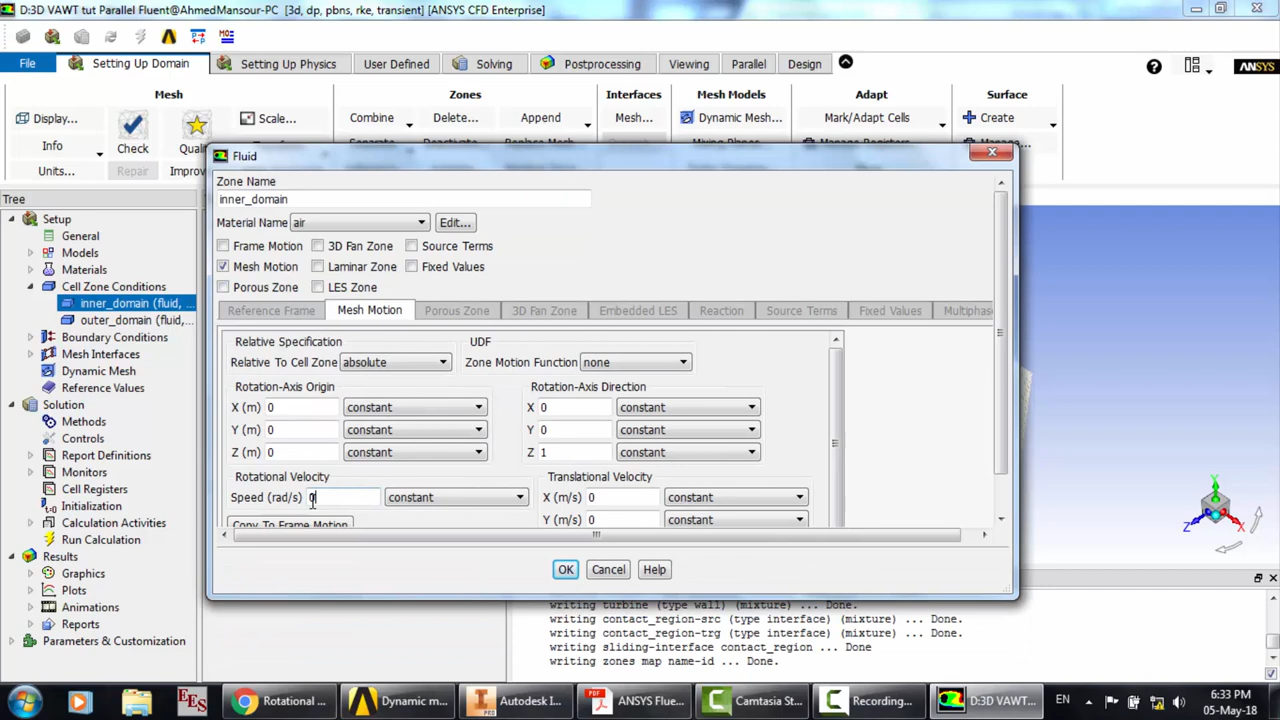 D:3D VAWT tut Parallel Fluent@AhmedMansour-PC [3d, dp, pbns, rke, transient] [ANSYS CFD Enterprise]
File Setting Up Domain Setting Up Physics User Defined Solving Postprocessing Viewing Parallel Design ANSYS
Mesh Zones Interfaces Mesh Models Adapt Surface
Display... Scale... Combine Delete... Append Mesh... Dynamic Mesh... Mark/Adapt Cells Create
Info Check
Units... Repair
Tree
Setup
General
Models
Materials
Cell Zone Conditions
inner_domain (fluid, ...
outer_domain (fluid,...
Boundary Conditions
Mesh Interfaces
Dynamic Mesh
Reference Values
Solution
Methods
Controls
Report Definitions
Monitors
Cell Registers
Initialization
Calculation Activities
Run Calculation
Results
Graphics
Plots
Animations
Reports
Parameters & Customization
Fluid
Zone Name
inner_domain
Material Name air Edit...
Frame Motion 3D Fan Zone Source Terms
Mesh Motion Laminar Zone Fixed Values
Porous Zone LES Zone
Reference Frame Mesh Motion Porous Zone 3D Fan Zone Embedded LES Reaction Source Terms Fixed Values Multiphase
Relative Specification UDF
Relative To Cell Zone absolute Zone Motion Function none
Rotation-Axis Origin Rotation-Axis Direction
X (m) 0 constant X 0 constant
Y (m) 0 constant Y 0 constant
Z (m) 0 constant Z 1 constant
Rotational Velocity Translational Velocity
Speed (rad/s) 0 constant X (m/s) 0 constant
Copy To Frame Motion Y (m/s) 0 constant
OK Cancel Help
Z X
writing turbine (type wall) (mixture) ... Done.
writing contact_region-src (type interface) (mixture) ... Done.
writing contact_region-trg (type interface) (mixture) ... Done.
writing sliding-interface contact_region ... Done
writing zones map name-id ... Done.
EES Rotational ... Dynamic m... Autodesk I... ANSYS Flue... Camtasia St... Recording... D:3D VAWT... EN 6:33 PM
05-May-18